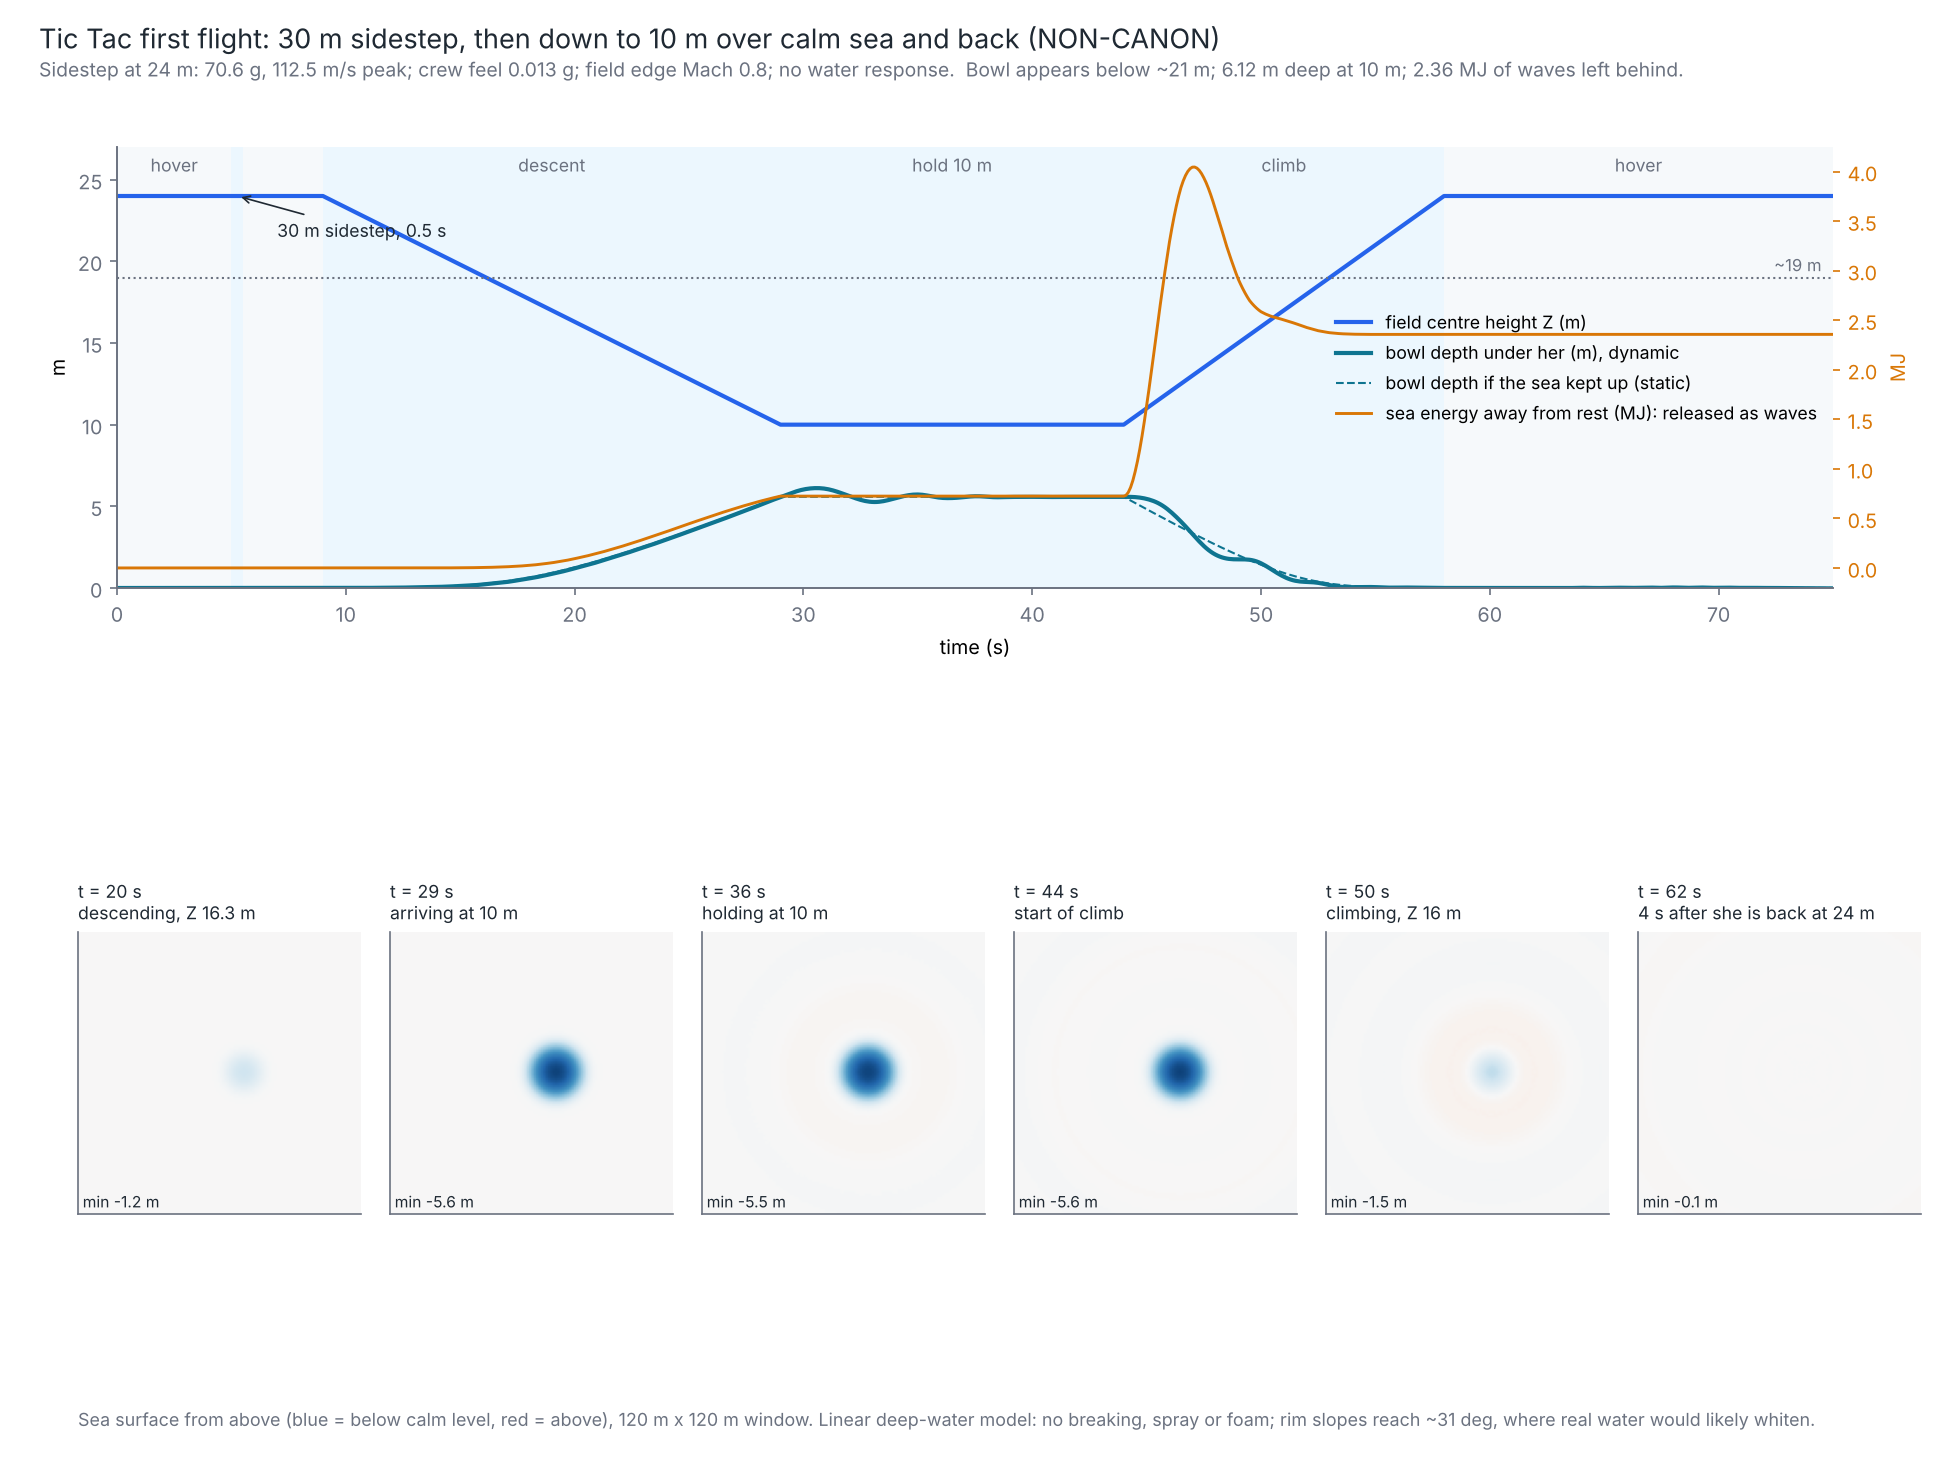 Tic Tac first flight: 30 m sidestep, then down to 10 m over calm sea and back (NON-CANON)
Sidestep at 24 m: 70.6 g, 112.5 m/s peak; crew feel 0.013 g; field edge Mach 0.8; no water response.  Bowl appears below ~21 m; 6.12 m deep at 10 m; 2.36 MJ of waves left behind.
hover
descent
hold 10 m
climb
hover
30 m sidestep, 0.5 s
~19 m
field centre height Z (m)
bowl depth under her (m), dynamic
bowl depth if the sea kept up (static)
sea energy away from rest (MJ): released as waves
25
20
15
10
5
0
m
4.0
3.5
3.0
2.5
2.0
1.5
1.0
0.5
0.0
MJ
0 10 20 30 40 50 60 70
time (s)
t = 20 s
descending, Z 16.3 m
min -1.2 m
t = 29 s
arriving at 10 m
min -5.6 m
t = 36 s
holding at 10 m
min -5.5 m
t = 44 s
start of climb
min -5.6 m
t = 50 s
climbing, Z 16 m
min -1.5 m
t = 62 s
4 s after she is back at 24 m
min -0.1 m
Sea surface from above (blue = below calm level, red = above), 120 m x 120 m window. Linear deep-water model: no breaking, spray or foam; rim slopes reach ~31 deg, where real water would likely whiten.